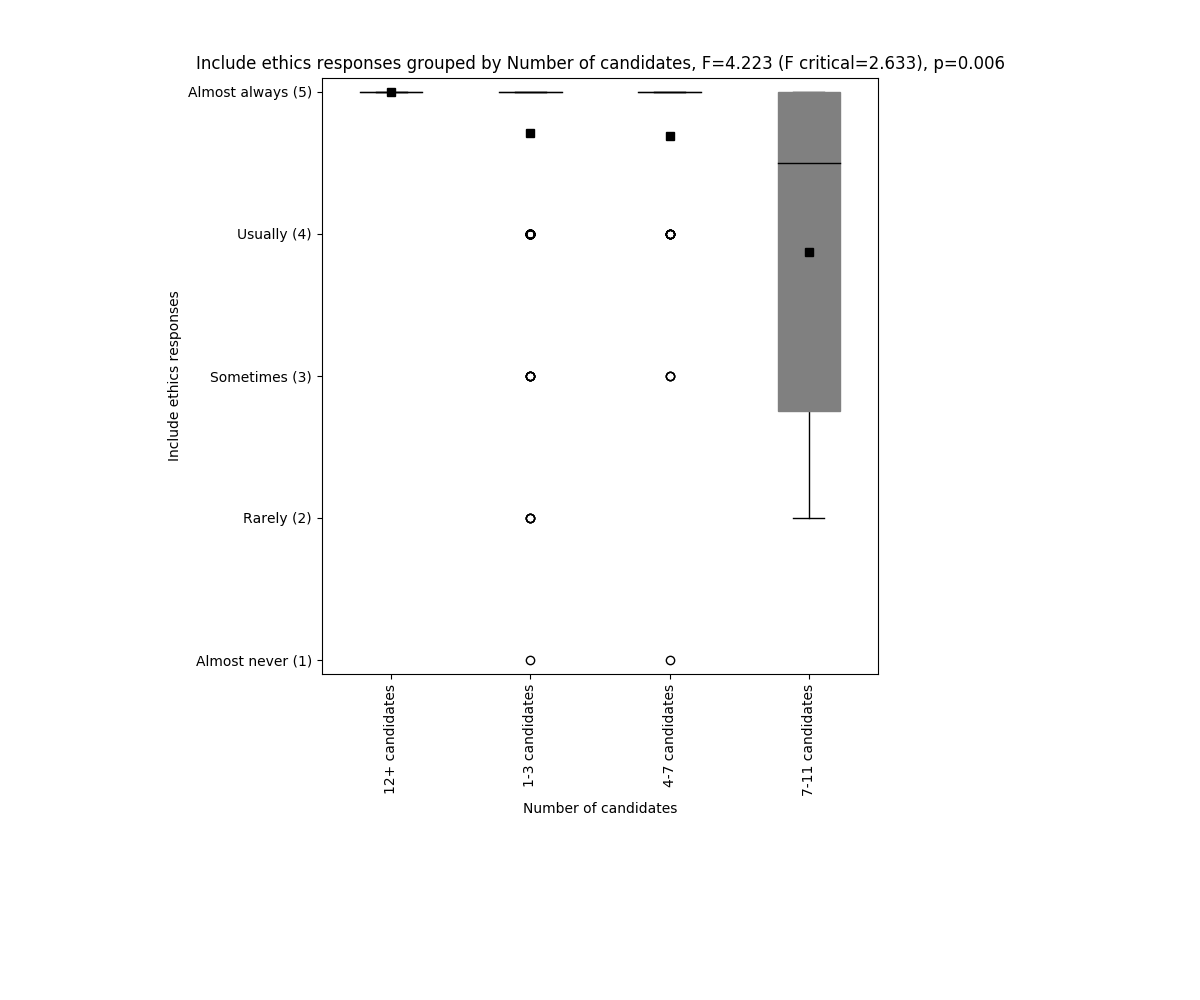 Include ethics responses grouped by Number of candidates, F=4.223 (F critical=2.633), p=0.006
Almost always (5)
Usually (4)
Sometimes (3)
Rarely (2)
Almost never (1)
Include ethics responses
12+ candidates
1-3 candidates
4-7 candidates
7-11 candidates
Number of candidates